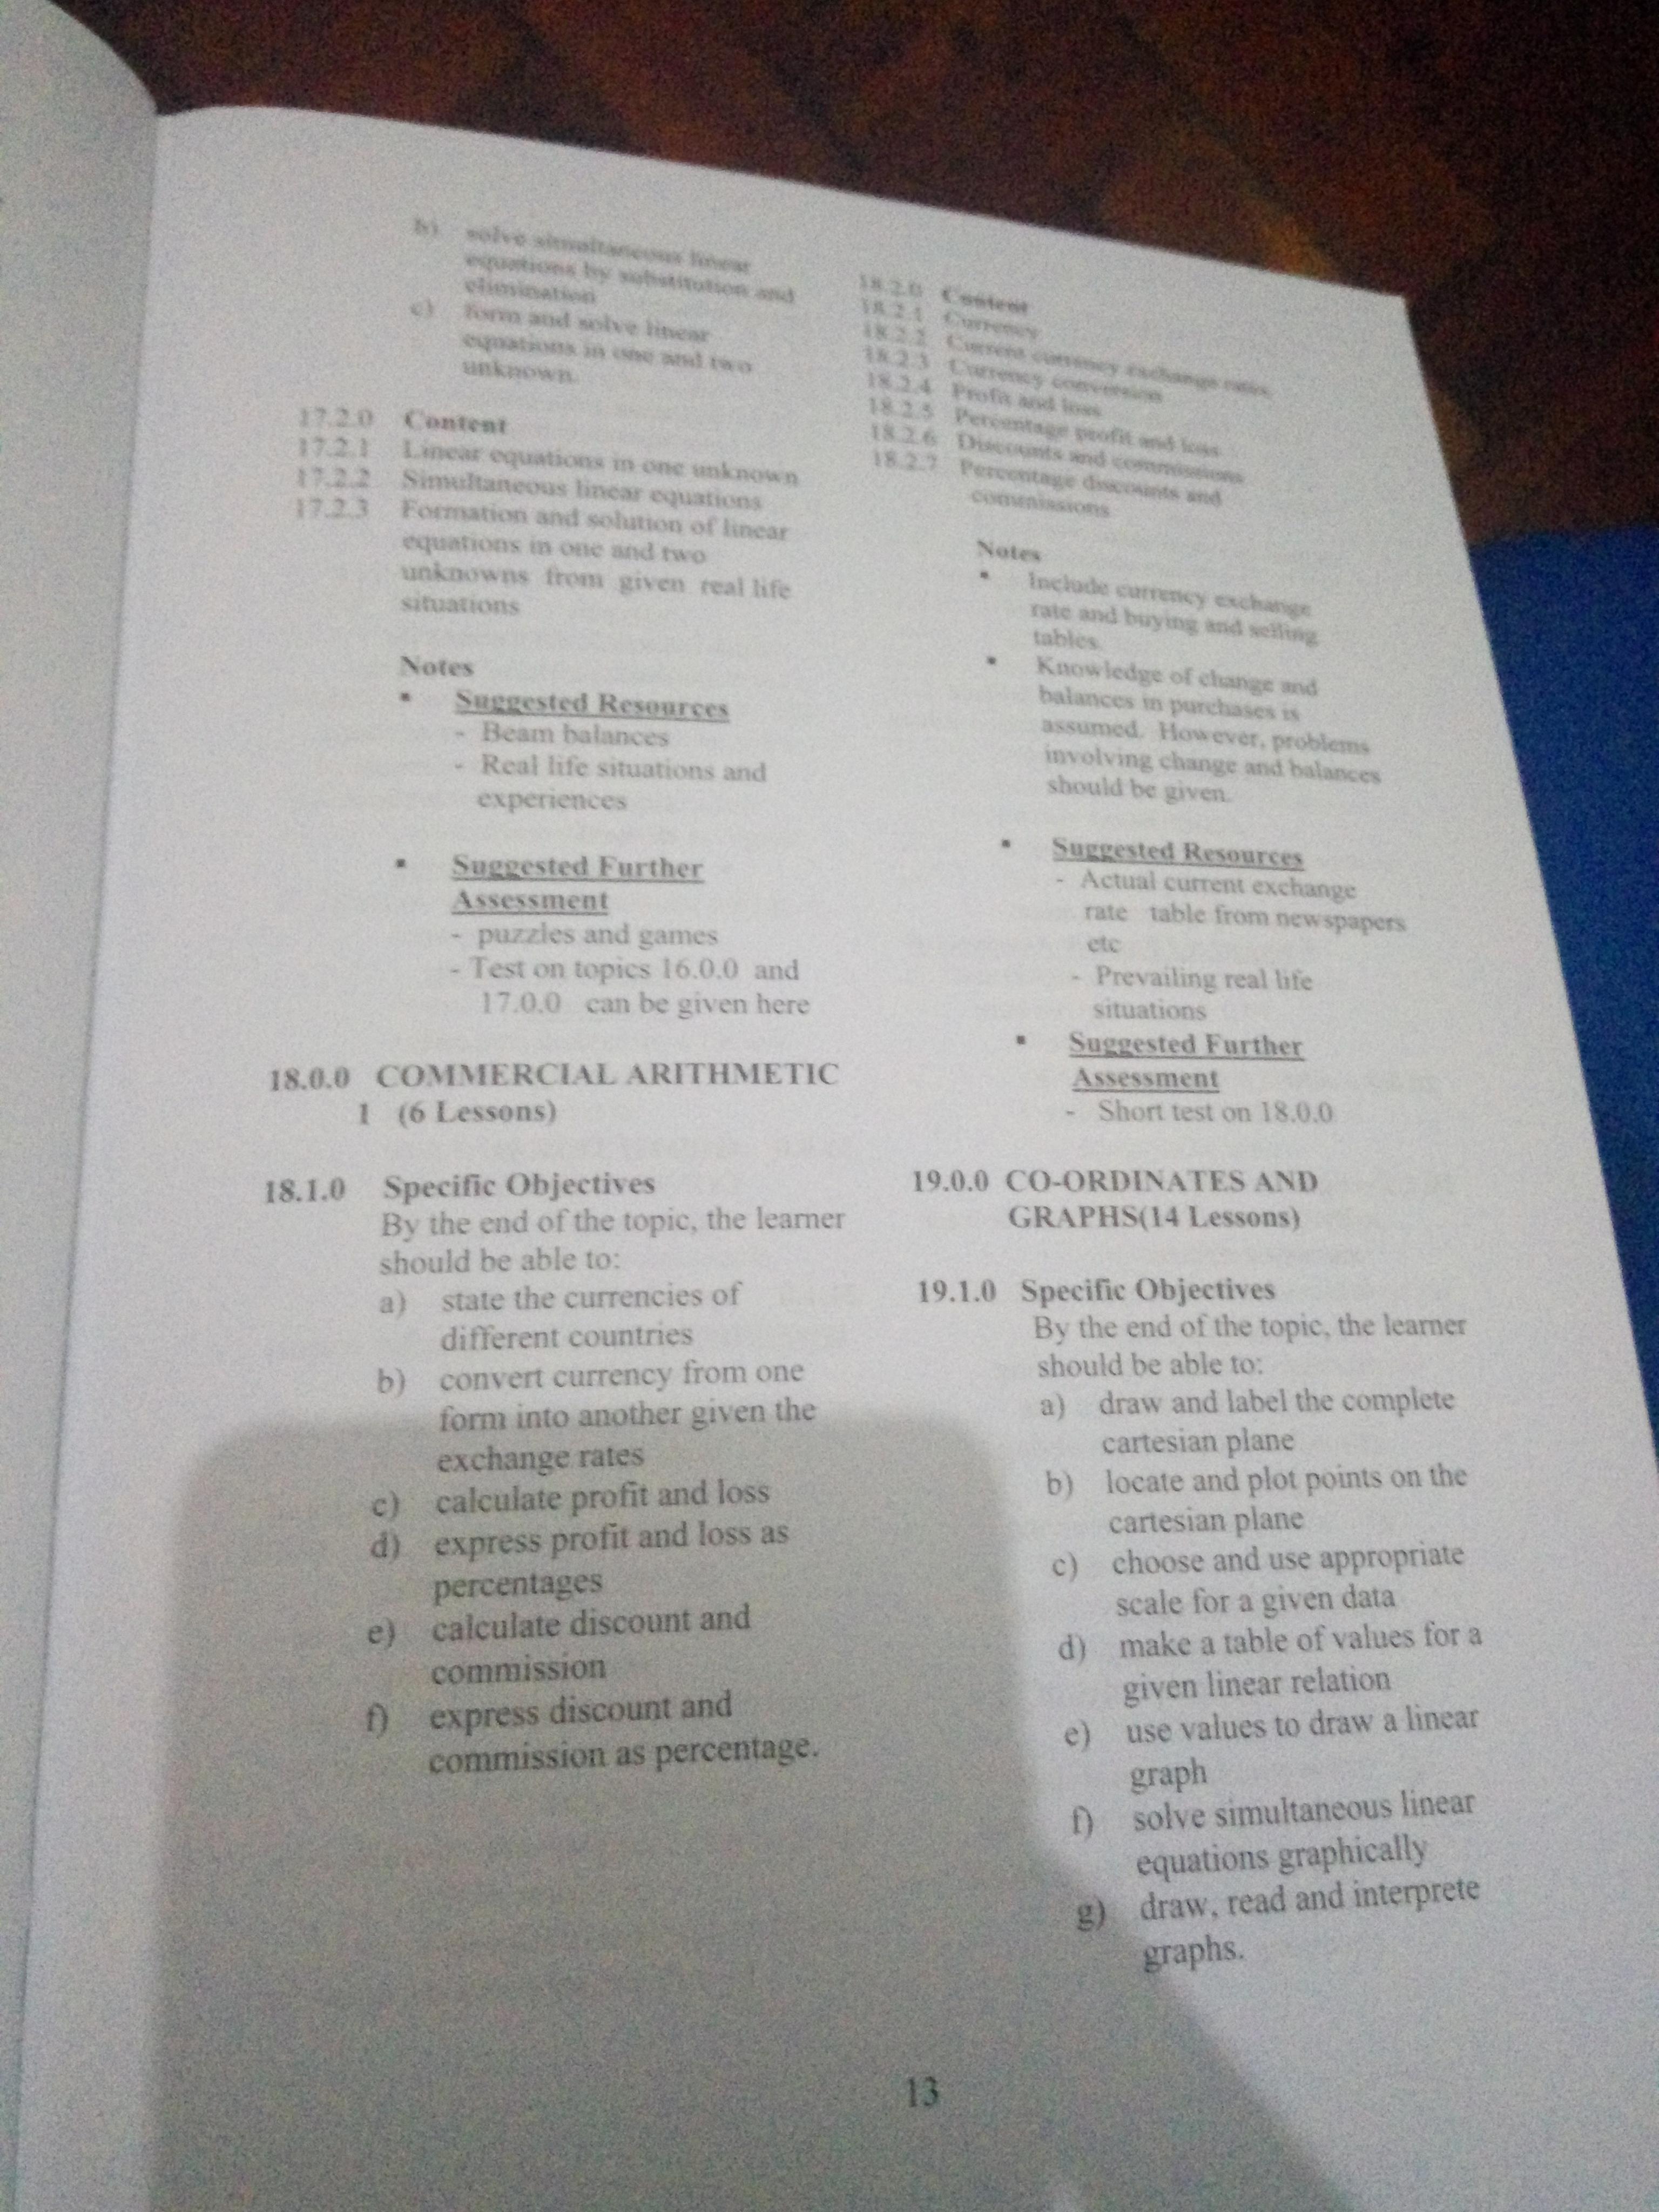 b) solve simultaneous linear
equations by substitution and
elimination
c) form and solve linear
equations in one and two
unknown.
17.2.0 Content
17.2.1 Linear equations in one unknown
17.2.2 Simultaneous linear equations
17.2.3 Formation and solution of linear
equations in one and two
unknowns from given real life
situations
Notes
▪ Suggested Resources
- Beam balances
- Real life situations and
experiences
▪ Suggested Further
Assessment
- puzzles and games
- Test on topics 16.0.0 and
17.0.0 can be given here
18.0.0 COMMERCIAL ARITHMETIC
1 (6 Lessons)
18.1.0 Specific Objectives
By the end of the topic, the learner
should be able to:
a) state the currencies of
different countries
b) convert currency from one
form into another given the
exchange rates
c) calculate profit and loss
d) express profit and loss as
percentages
e) calculate discount and
commission
f) express discount and
commission as percentage.
18.2.0 Content
18.2.1 Currency
18.2.2 Current currency exchange rates
18.2.3 Currency conversion
18.2.4 Profit and loss
18.2.5 Percentage profit and loss
18.2.6 Discounts and commissions
18.2.7 Percentage discounts and
commissions
Notes
▪ Include currency exchange
rate and buying and selling
tables.
▪ Knowledge of change and
balances in purchases is
assumed. However, problems
involving change and balances
should be given.
▪ Suggested Resources
- Actual current exchange
rate table from newspapers
etc
- Prevailing real life
situations
▪ Suggested Further
Assessment
- Short test on 18.0.0
19.0.0 CO-ORDINATES AND
GRAPHS(14 Lessons)
19.1.0 Specific Objectives
By the end of the topic, the learner
should be able to:
a) draw and label the complete
cartesian plane
b) locate and plot points on the
cartesian plane
c) choose and use appropriate
scale for a given data
d) make a table of values for a
given linear relation
e) use values to draw a linear
graph
f) solve simultaneous linear
equations graphically
g) draw, read and interprete
graphs.
13